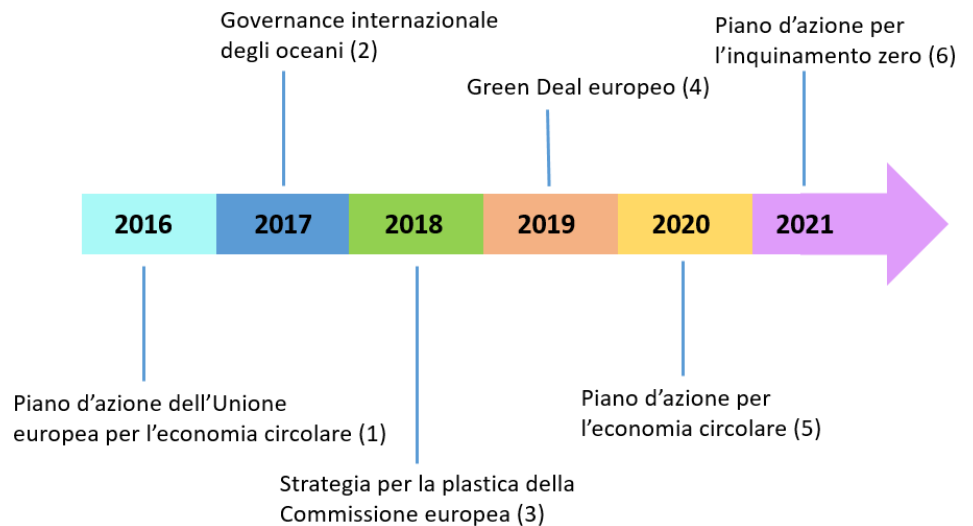 Governance internazionale
degli oceani (2)
Piano d’azione per
l’inquinamento zero (6)
Green Deal europeo (4)
2016
2017
2018
2019
2020
2021
Piano d’azione dell’Unione
europea per l’economia circolare (1)
Piano d’azione per
l’economia circolare (5)
Strategia per la plastica della
Commissione europea (3)